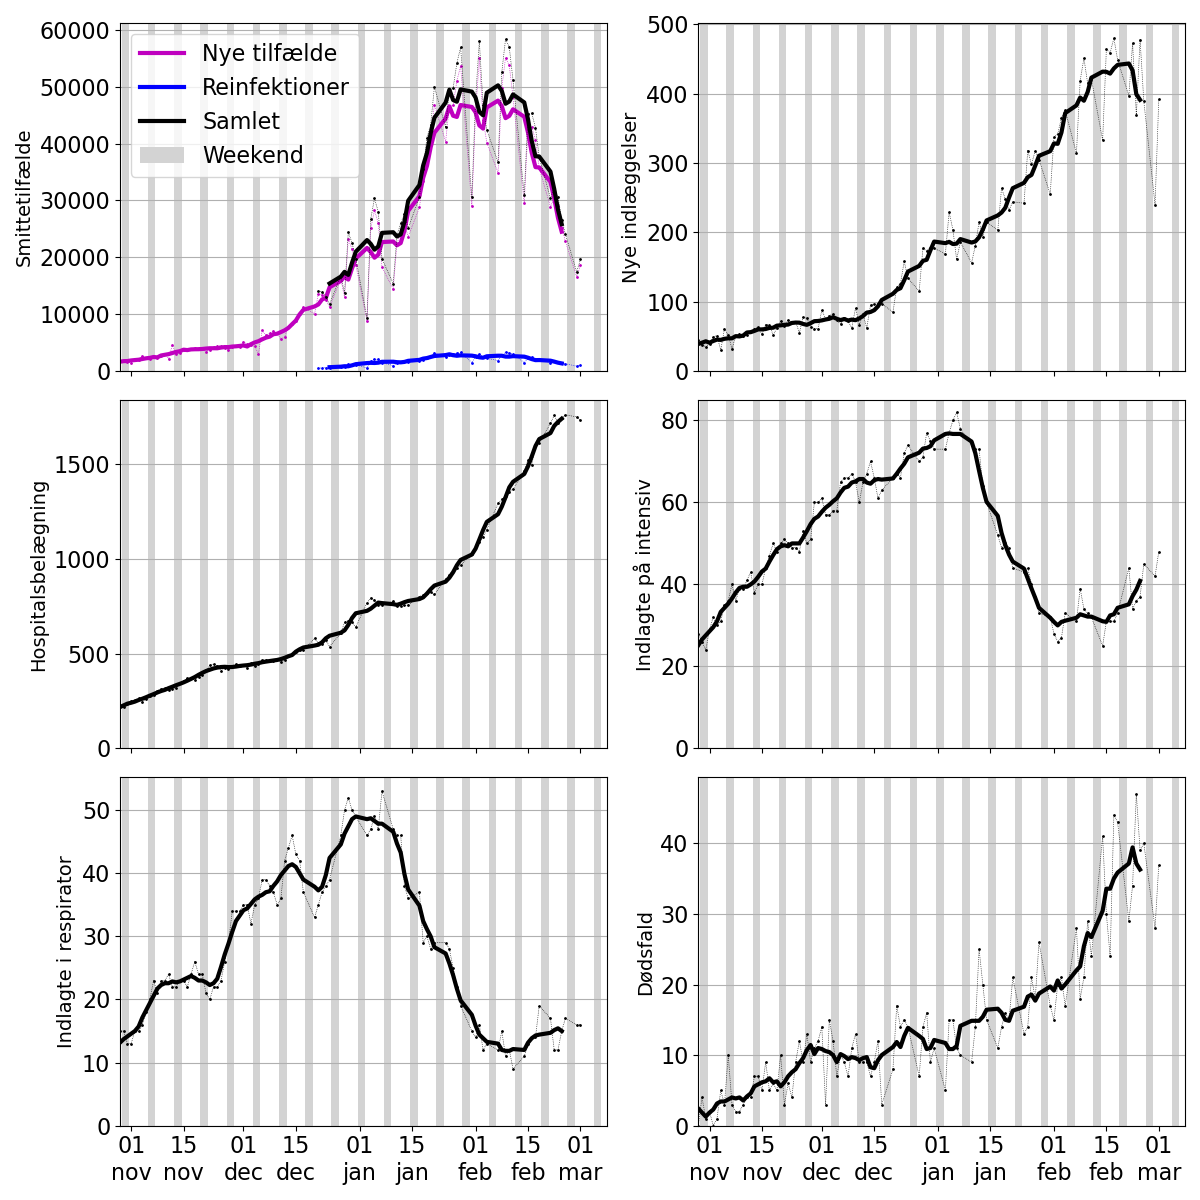 60000
50000
40000
30000
20000
10000
0
Smittetilfælde
Nye tilfælde
Reinfektioner
Samlet
Weekend
500
400
300
200
100
0
Nye indlæggelser
1500
1000
500
0
Hospitalsbelægning
80
60
40
20
0
Indlagte på intensiv
50
40
30
20
10
0
Indlagte i respirator
01 15 01 15 01 15 01 15 01
nov nov dec dec jan jan feb feb mar
40
30
20
10
0
Dødsfald
01 15 01 15 01 15 01 15 01
nov nov dec dec jan jan feb feb mar